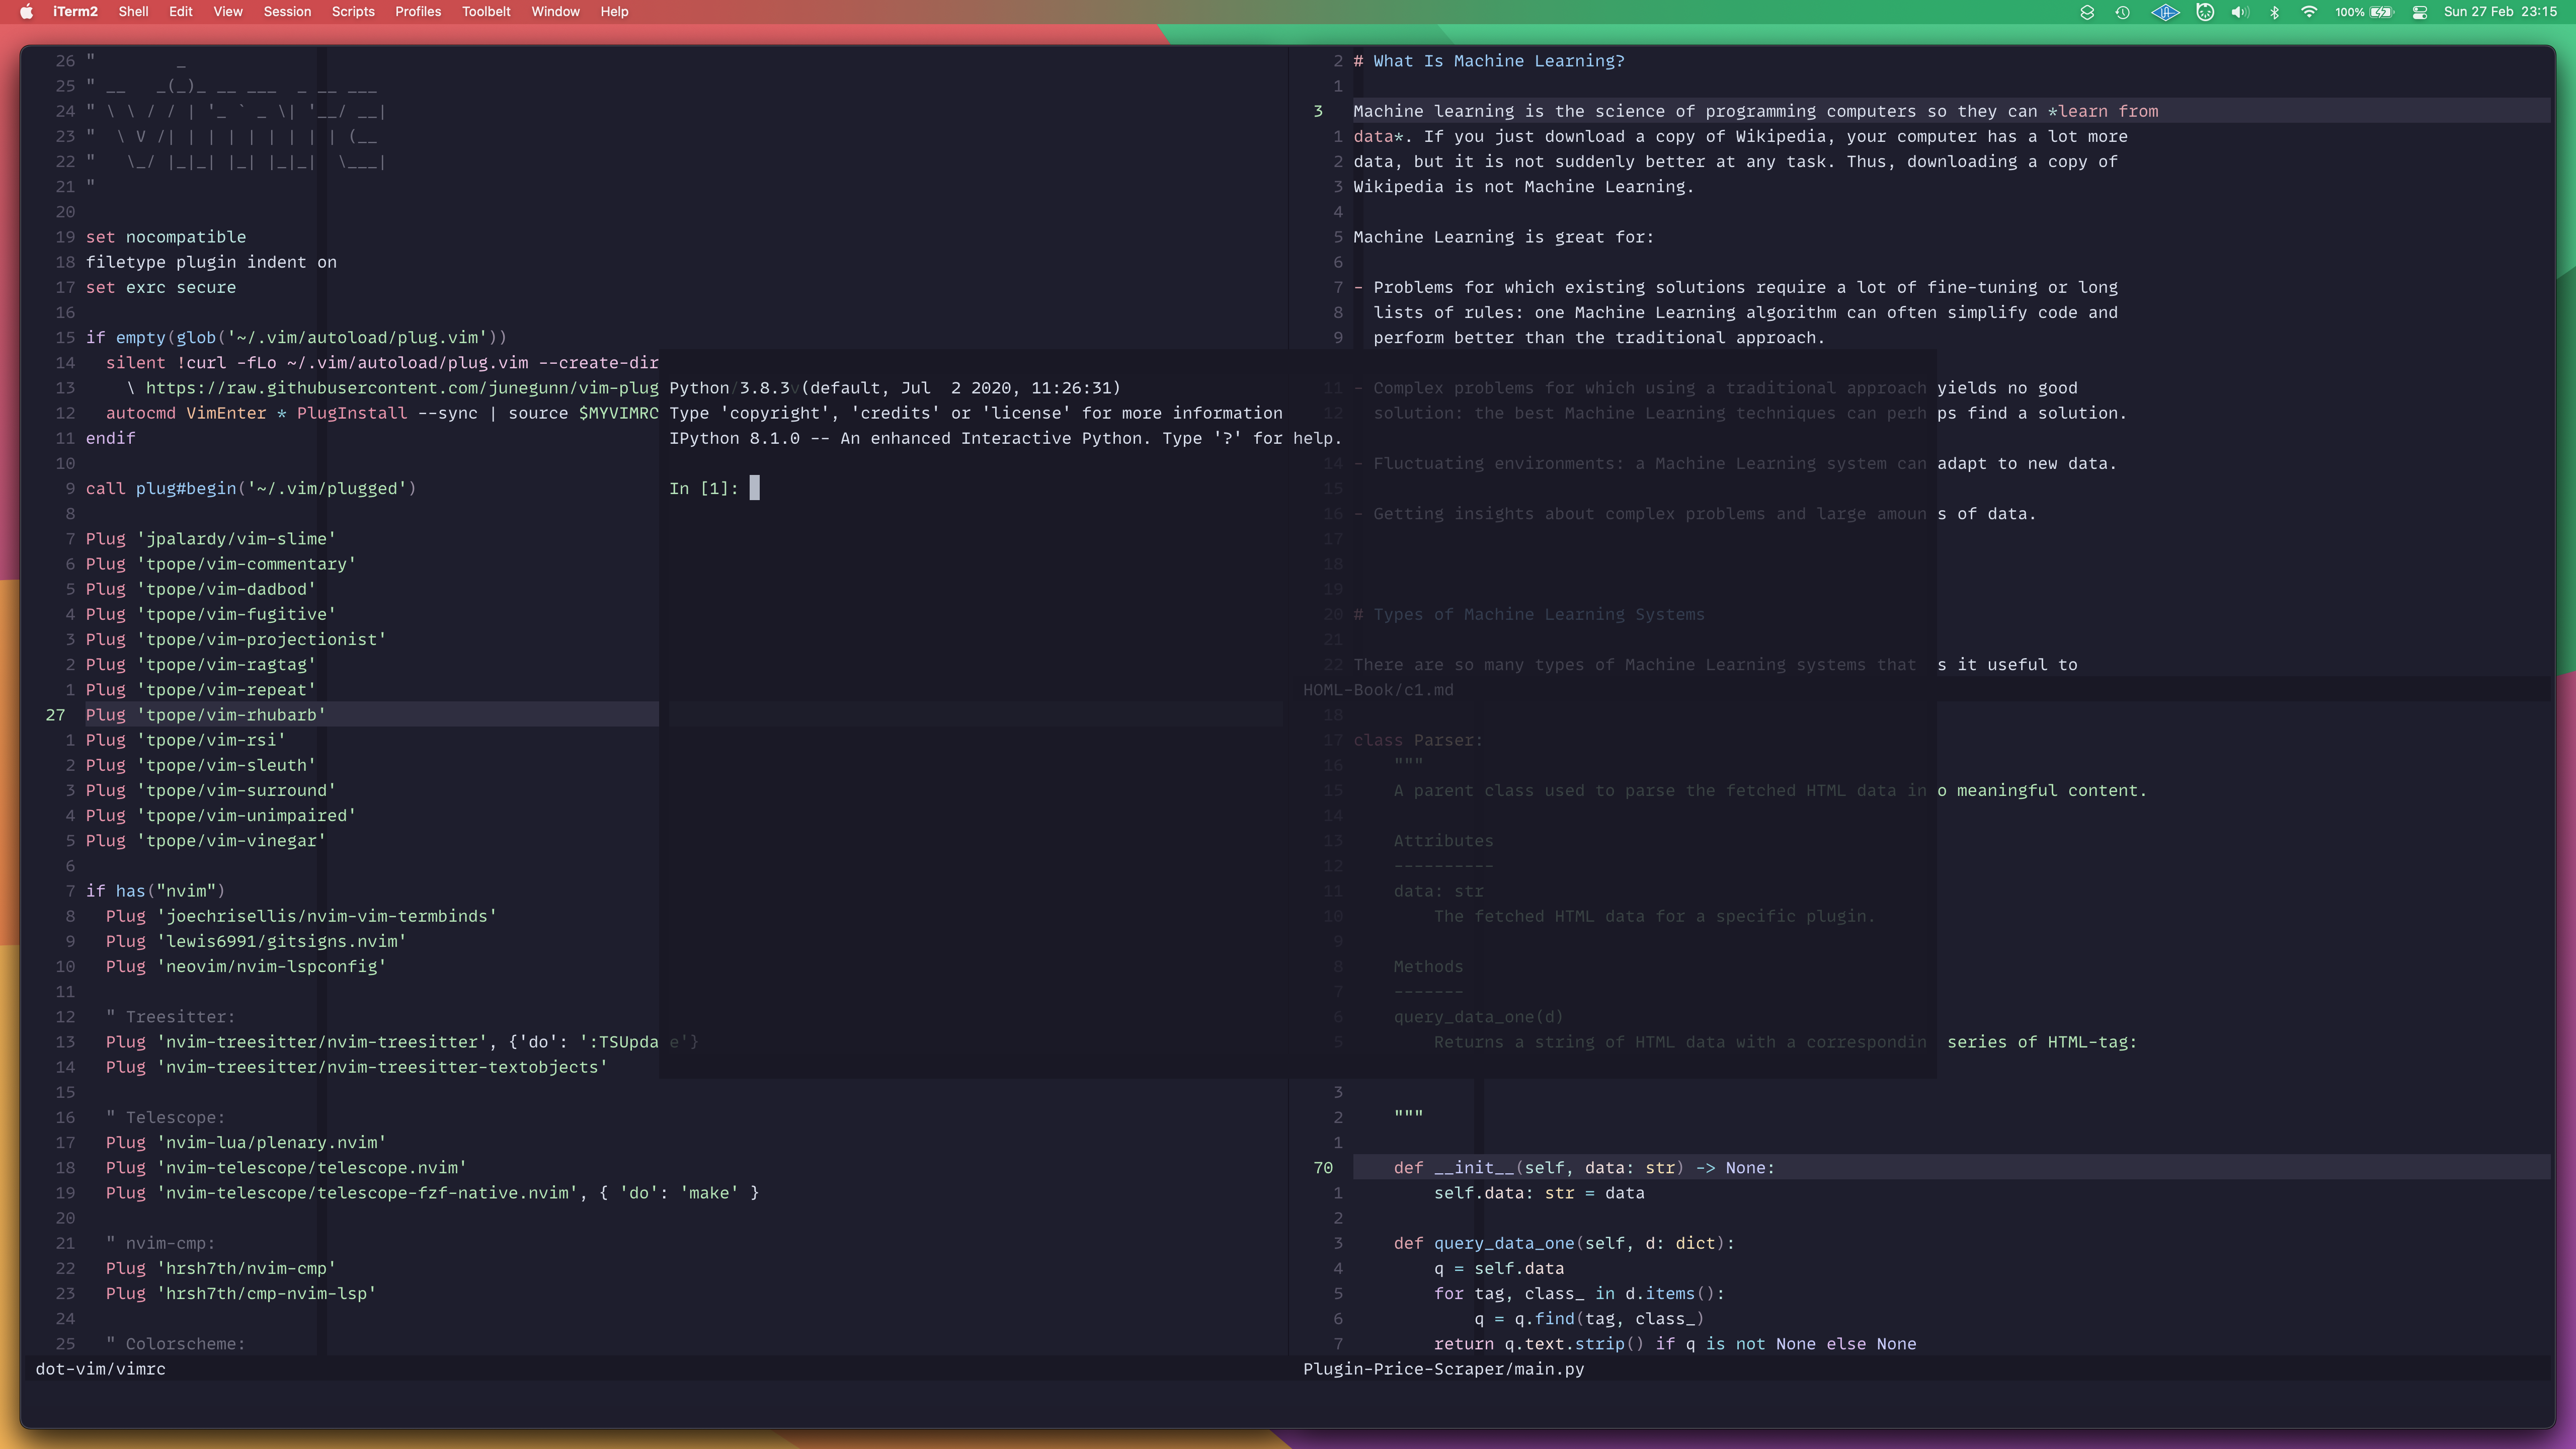 iTerm2 Shell Edit View Session Scripts Profiles Toolbelt Window Help 100% Sun 27 Feb 23:15
26 "        _
25 " __   _(_)_ __ ___  _ __ ___
24 " \ \ / / | '_ ` _ \| '__/ __|
23 "  \ V /| | | | | | | | | (__
22 "   \_/ |_|_| |_| |_|_|  \___|
21 "
20
19 set nocompatible
18 filetype plugin indent on
17 set exrc secure
16
15 if empty(glob('~/.vim/autoload/plug.vim'))
14   silent !curl -fLo ~/.vim/autoload/plug.vim --create-dir
13     \ https://raw.githubusercontent.com/junegunn/vim-plug
12   autocmd VimEnter * PlugInstall --sync | source $MYVIMRC
11 endif
10
9 call plug#begin('~/.vim/plugged')
8
7 Plug 'jpalardy/vim-slime'
6 Plug 'tpope/vim-commentary'
5 Plug 'tpope/vim-dadbod'
4 Plug 'tpope/vim-fugitive'
3 Plug 'tpope/vim-projectionist'
2 Plug 'tpope/vim-ragtag'
1 Plug 'tpope/vim-repeat'
27 Plug 'tpope/vim-rhubarb'
1 Plug 'tpope/vim-rsi'
2 Plug 'tpope/vim-sleuth'
3 Plug 'tpope/vim-surround'
4 Plug 'tpope/vim-unimpaired'
5 Plug 'tpope/vim-vinegar'
6
7 if has("nvim")
8   Plug 'joechrisellis/nvim-vim-termbinds'
9   Plug 'lewis6991/gitsigns.nvim'
10   Plug 'neovim/nvim-lspconfig'
11
12   " Treesitter:
13   Plug 'nvim-treesitter/nvim-treesitter', {'do': ':TSUpdate'}
14   Plug 'nvim-treesitter/nvim-treesitter-textobjects'
15
16   " Telescope:
17   Plug 'nvim-lua/plenary.nvim'
18   Plug 'nvim-telescope/telescope.nvim'
19   Plug 'nvim-telescope/telescope-fzf-native.nvim', { 'do': 'make' }
20
21   " nvim-cmp:
22   Plug 'hrsh7th/nvim-cmp'
23   Plug 'hrsh7th/cmp-nvim-lsp'
24
25   " Colorscheme:
dot-vim/vimrc
Python 3.8.3 (default, Jul  2 2020, 11:26:31)
Type 'copyright', 'credits' or 'license' for more information
IPython 8.1.0 -- An enhanced Interactive Python. Type '?' for help.
In [1]:
2 # What Is Machine Learning?
1
3 Machine learning is the science of programming computers so they can *learn from
1 data*. If you just download a copy of Wikipedia, your computer has a lot more
2 data, but it is not suddenly better at any task. Thus, downloading a copy of
3 Wikipedia is not Machine Learning.
4
5 Machine Learning is great for:
6
7 - Problems for which existing solutions require a lot of fine-tuning or long
8   lists of rules: one Machine Learning algorithm can often simplify code and
9   perform better than the traditional approach.
11 - Complex problems for which using a traditional approach yields no good
12   solution: the best Machine Learning techniques can perh ps find a solution.
14 - Fluctuating environments: a Machine Learning system can adapt to new data.
15
16 - Getting insights about complex problems and large amoun s of data.
17
18
19
20 # Types of Machine Learning Systems
21
22 There are so many types of Machine Learning systems that  s it useful to
HOML-Book/c1.md
18
17 class Parser:
16     """
15     A parent class used to parse the fetched HTML data in o meaningful content.
14
13     Attributes
12     ----------
11     data: str
10         The fetched HTML data for a specific plugin.
9
8     Methods
7     -------
6     query_data_one(d)
5         Returns a string of HTML data with a correspondin  series of HTML-tag:
3
2     """
1
70     def __init__(self, data: str) -> None:
1         self.data: str = data
2
3     def query_data_one(self, d: dict):
4         q = self.data
5         for tag, class_ in d.items():
6             q = q.find(tag, class_)
7         return q.text.strip() if q is not None else None
Plugin-Price-Scraper/main.py